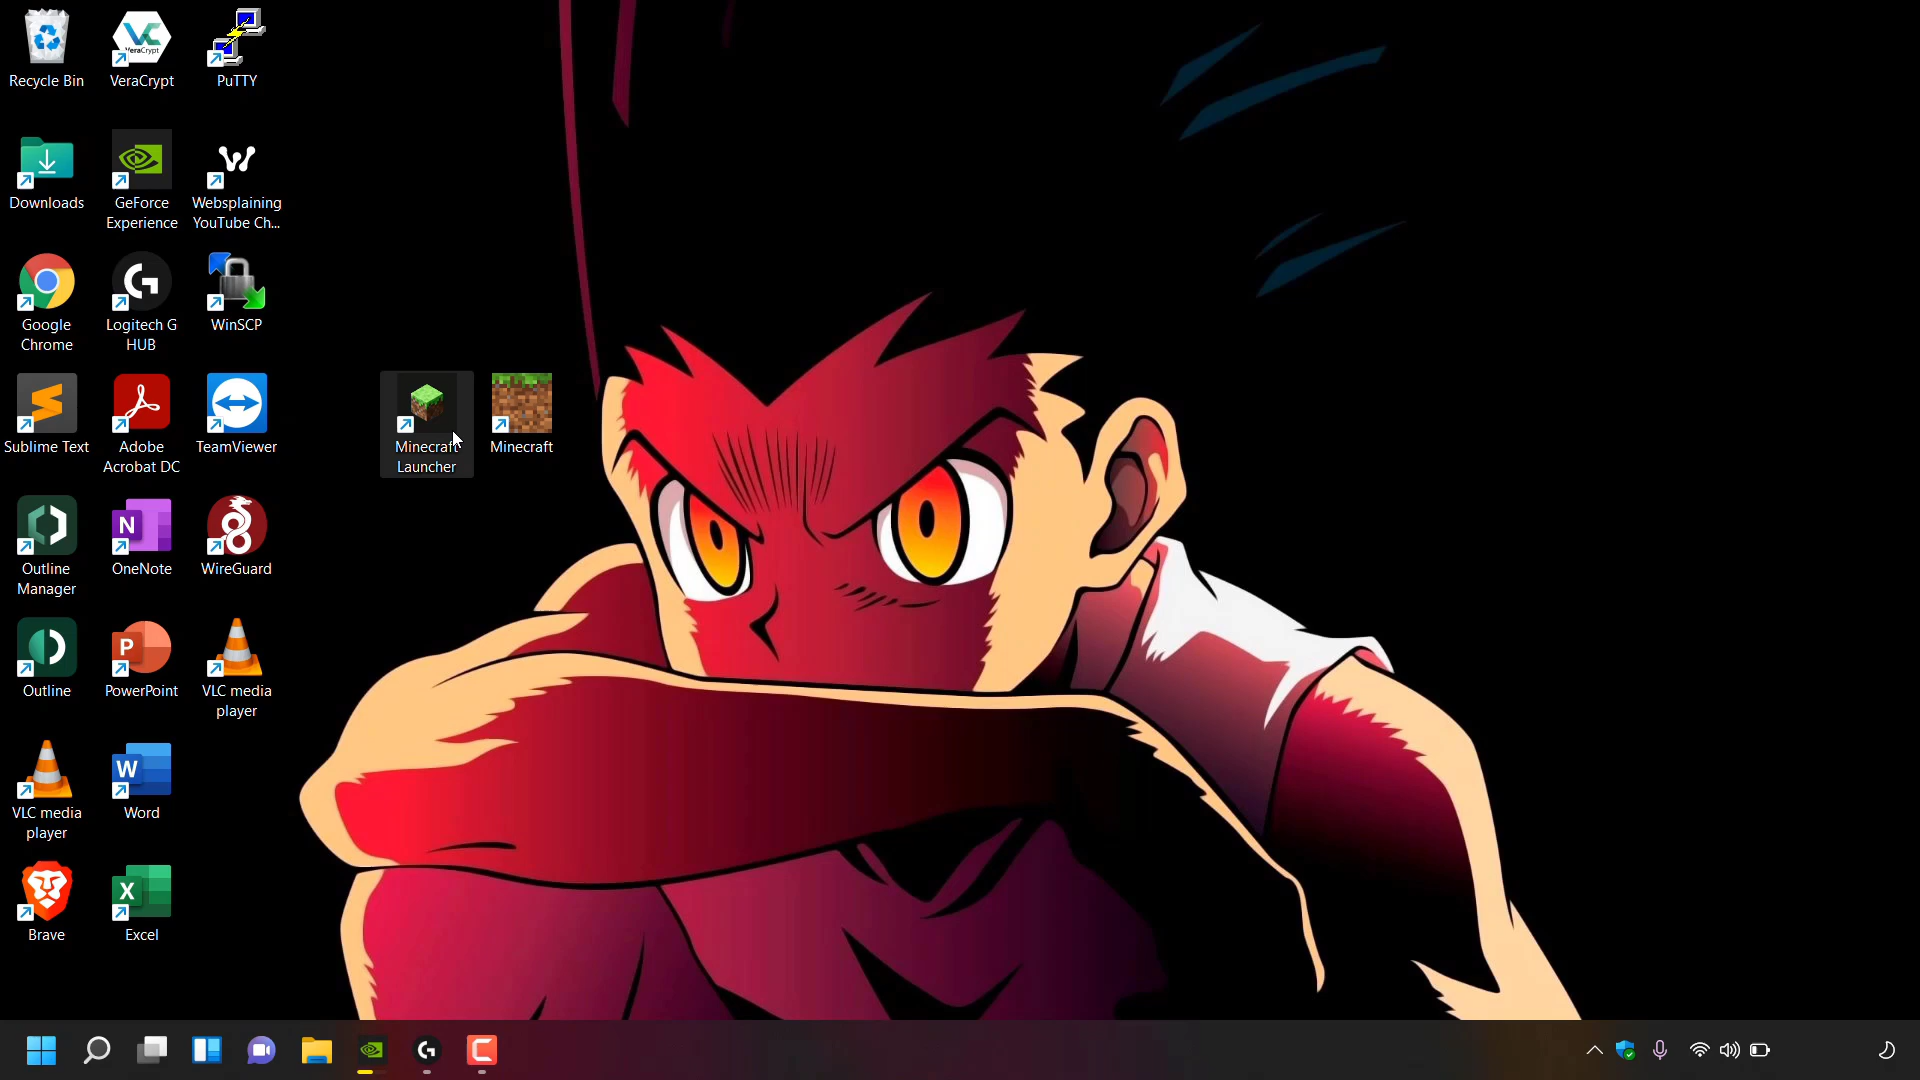 Recycle Bin
VeraCrypt
VeraCrypt
PuTTY
Downloads
GeForce
Experience
Websplaining
YouTube Ch...
Google
Chrome
Logitech G
HUB
WinSCP
Sublime Text
Adobe
Acrobat DC
TeamViewer
Minecraft
Launcher
Minecraft
Outline
Manager
N
OneNote
WireGuard
Outline
P
PowerPoint
VLC media
player
VLC media
player
W
Word
Brave
X
Excel